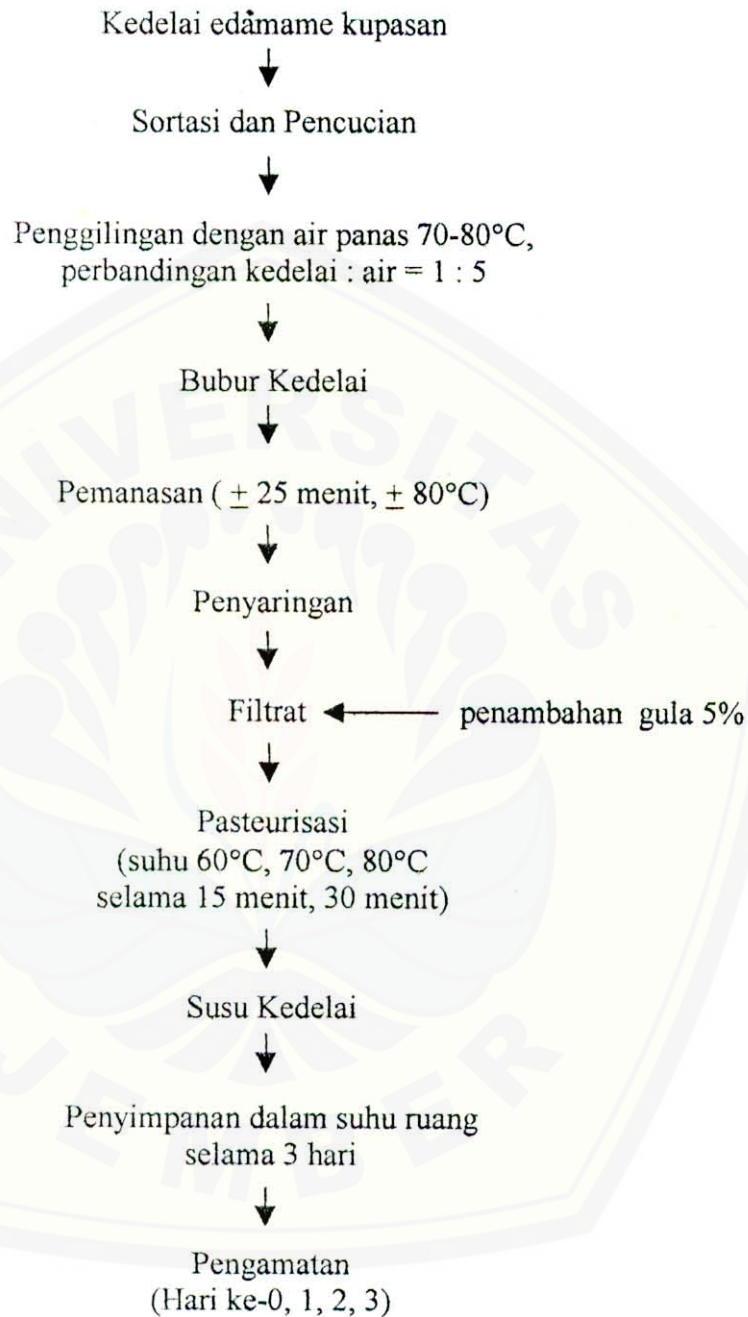 Kedelai edamame kupasan
Sortasi dan Pencucian
Penggilingan dengan air panas 70-80°C,
perbandingan kedelai : air = 1 : 5
Bubur Kedelai
Pemanasan ( ± 25 menit, ± 80°C)
Penyaringan
Filtrat
penambahan gula 5%
Pasteurisasi
(suhu 60°C, 70°C, 80°C
selama 15 menit, 30 menit)
Susu Kedelai
Penyimpanan dalam suhu ruang
selama 3 hari
Pengamatan
(Hari ke-0, 1, 2, 3)
UNIVERSITAS
JEMBER